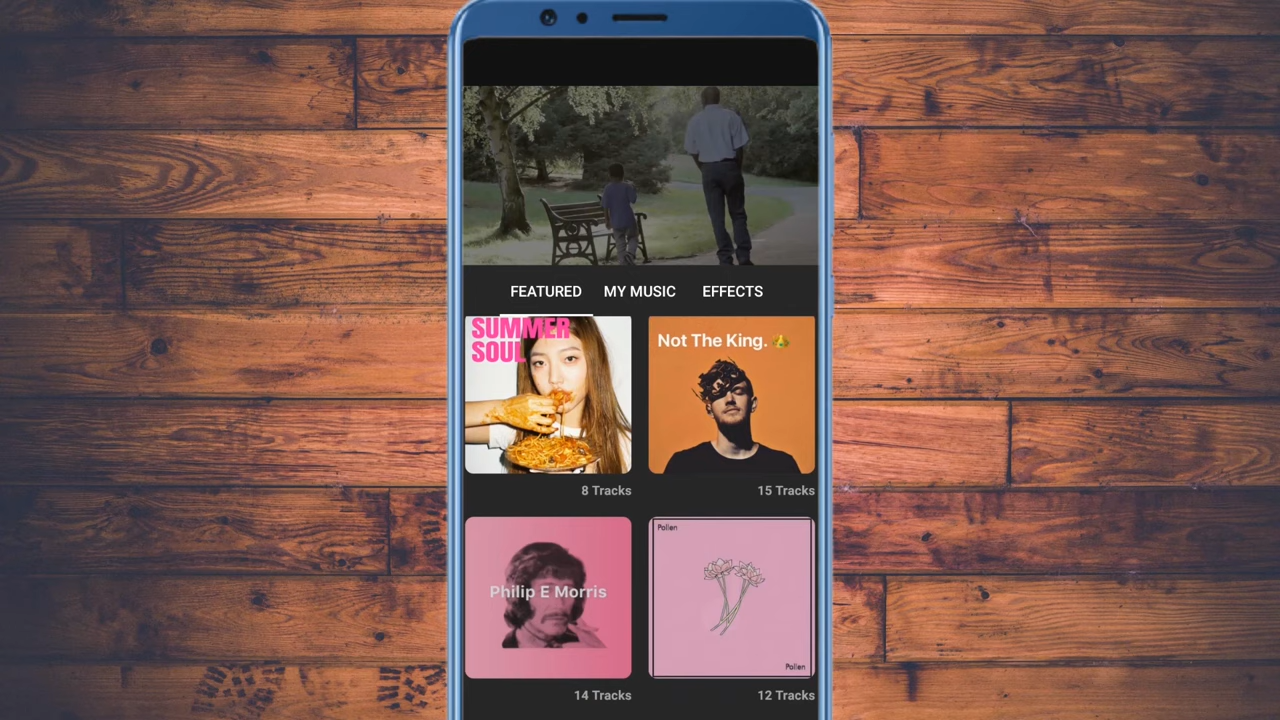 FEATURED MY MUSIC EFFECTS
SUMMER
SOUL
Not The King.
8 Tracks
15 Tracks
Philip E Morris
Pollen
Pollen
14 Tracks
12 Tracks